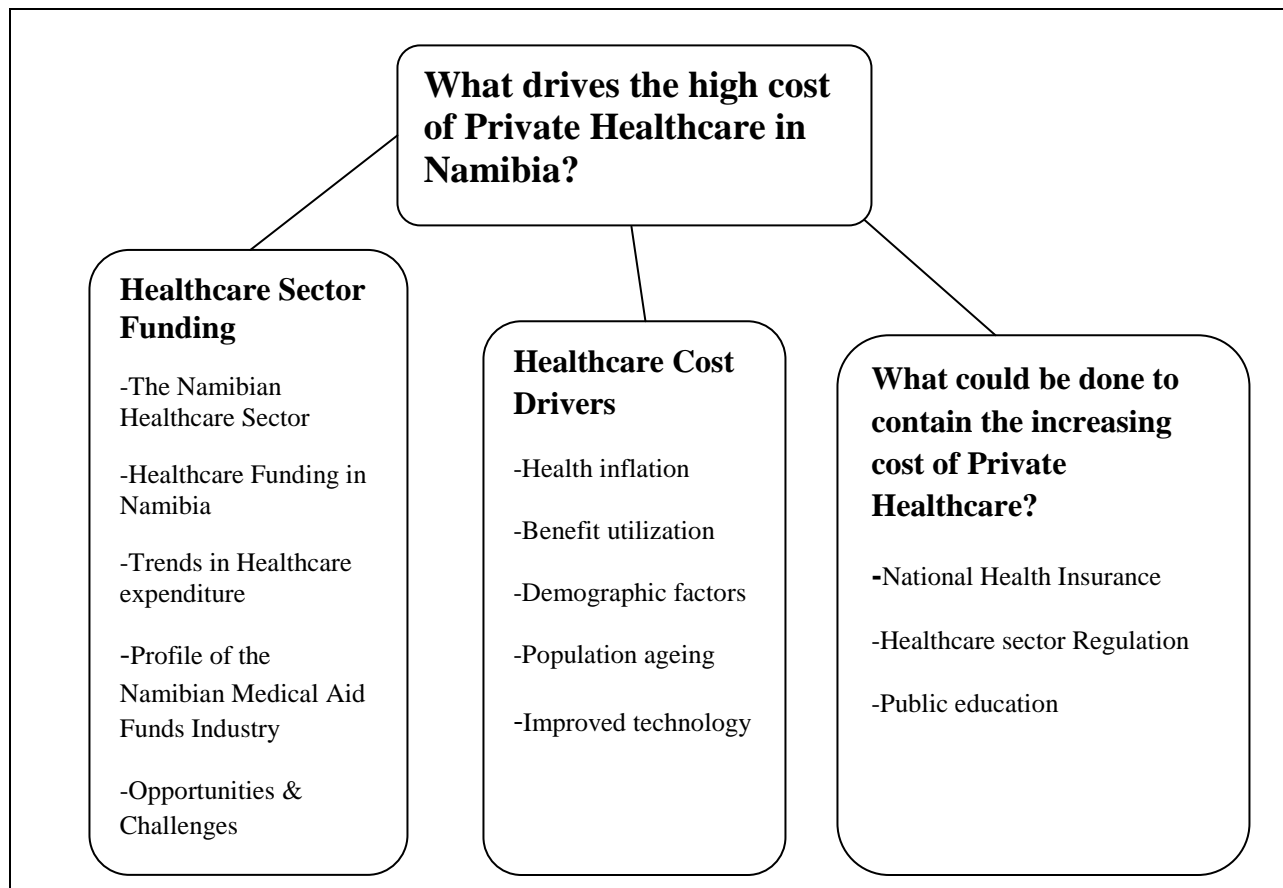 What drives the high cost
of Private Healthcare in
Namibia?
Healthcare Sector
Funding
-The Namibian
Healthcare Sector
-Healthcare Funding in
Namibia
-Trends in Healthcare
expenditure
-Profile of the
Namibian Medical Aid
Funds Industry
-Opportunities &
Challenges
Healthcare Cost
Drivers
-Health inflation
-Benefit utilization
-Demographic factors
-Population ageing
-Improved technology
What could be done to
contain the increasing
cost of Private
Healthcare?
-National Health Insurance
-Healthcare sector Regulation
-Public education